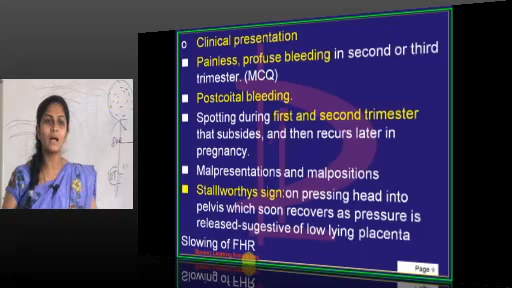 Clinical presentation
Painless, profuse bleeding in second or third
trimester. (MCQ)
Postcoital bleeding.
Spotting during first and second trimester
that subsides, and then recurs later in
pregnancy.
Malpresentations and malpositions
Stalllworthys sign:on pressing head into
pelvis which soon recovers as pressure is
released-sugestive of low lying placenta
Slowing of FHR
Page